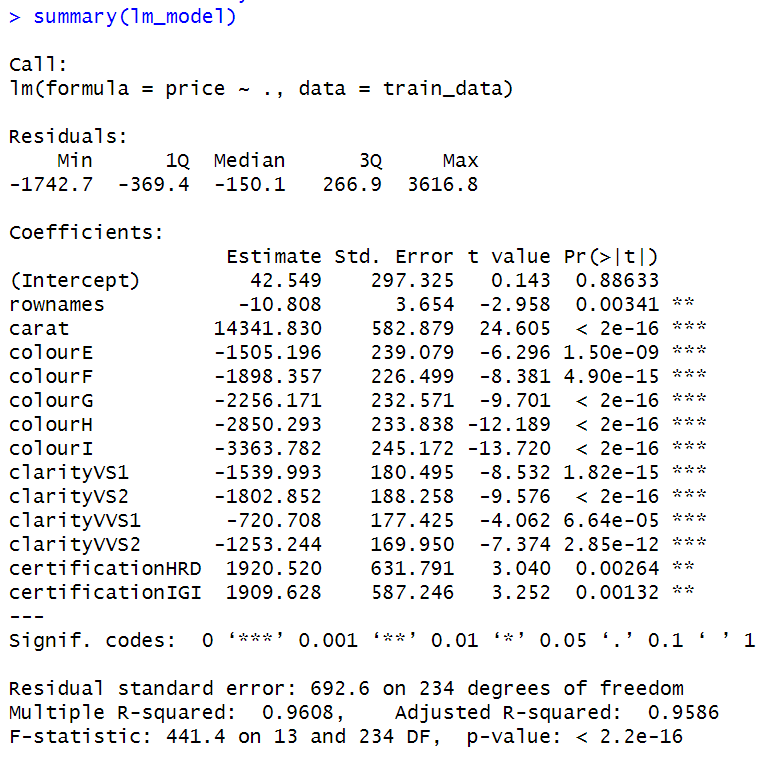 > summary(lm_model)
Call:
lm(formula = price ~ ., data = train_data)
Residuals:
    Min      1Q  Median      3Q     Max
-1742.7  -369.4  -150.1   266.9  3616.8
Coefficients:
                  Estimate Std. Error t value Pr(>|t|)
(Intercept)         42.549    297.325   0.143  0.88633
rownames           -10.808      3.654  -2.958  0.00341 **
carat            14341.830    582.879  24.605  < 2e-16 ***
colourE          -1505.196    239.079  -6.296 1.50e-09 ***
colourF          -1898.357    226.499  -8.381 4.90e-15 ***
colourG          -2256.171    232.571  -9.701  < 2e-16 ***
colourH          -2850.293    233.838 -12.189  < 2e-16 ***
colourI          -3363.782    245.172 -13.720  < 2e-16 ***
clarityVS1       -1539.993    180.495  -8.532 1.82e-15 ***
clarityVS2       -1802.852    188.258  -9.576  < 2e-16 ***
clarityVVS1       -720.708    177.425  -4.062 6.64e-05 ***
clarityVVS2      -1253.244    169.950  -7.374 2.85e-12 ***
certificationHRD  1920.520    631.791   3.040  0.00264 **
certificationIGI  1909.628    587.246   3.252  0.00132 **
---
Signif. codes:  0 ‘***’ 0.001 ‘**’ 0.01 ‘*’ 0.05 ‘.’ 0.1 ‘ ’ 1
Residual standard error: 692.6 on 234 degrees of freedom
Multiple R-squared:  0.9608,    Adjusted R-squared:  0.9586
F-statistic: 441.4 on 13 and 234 DF,  p-value: < 2.2e-16